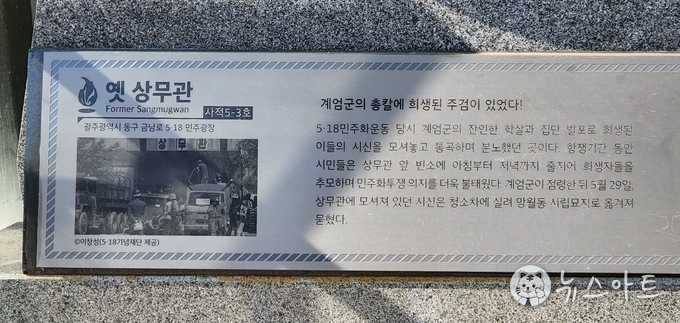 옛 상무관
Former Sangmugwan
사적5-3호
광주광역시 동구 금남로 5·18 민주광장
상무관
©이창성(5·18기념재단 제공)
계엄군의 총칼에 희생된 주검이 있었다!
5·18민주화운동 당시 계엄군의 잔인한 학살과 집단 발포로 희생된
이들의 시신을 모셔놓고 통곡하며 분노했던 곳이다. 항쟁기간 동안
시민들은 상무관 앞 빈소에 아침부터 저녁까지 줄지어 희생자들을
추모하며 민주화투쟁 의지를 더욱 불태웠다. 계엄군이 점령한 뒤 5월 29일,
상무관에 모셔져 있던 시신은 청소차에 실려 망월동 시립묘지로 옮겨져
묻혔다.
뉴스아트